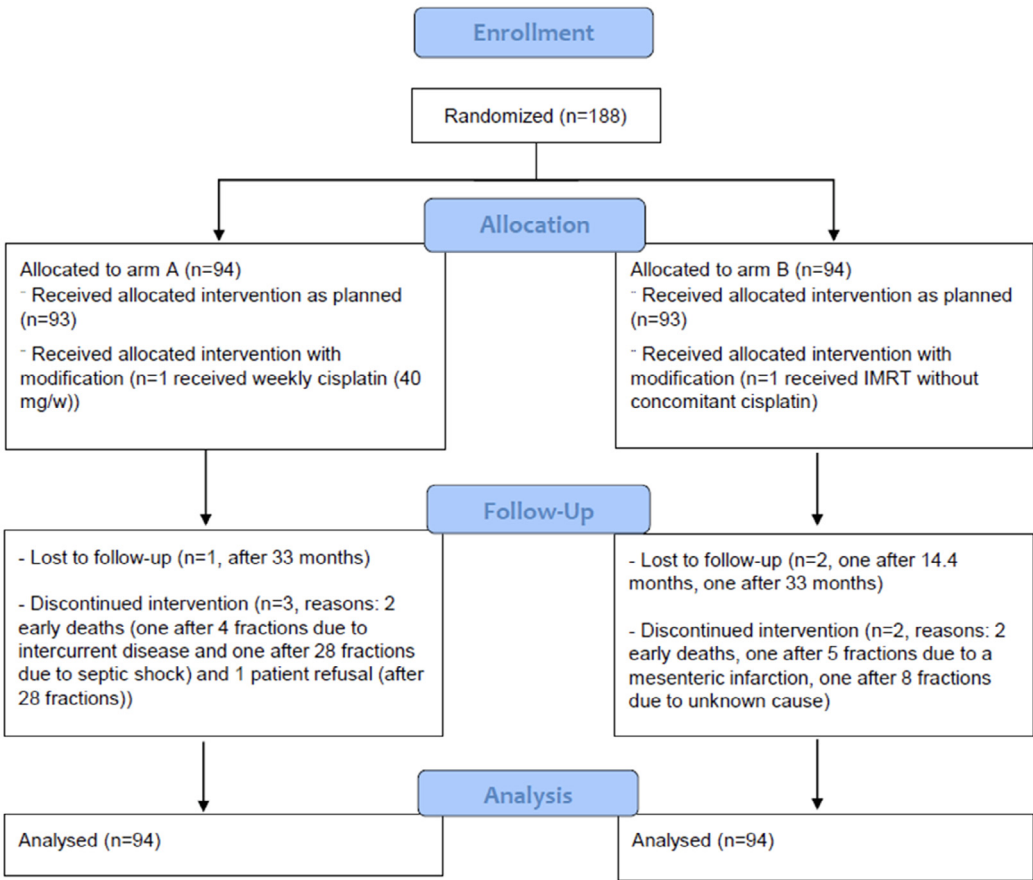 Enrollment
Randomized (n=188)
Allocation
Allocated to arm A (n=94)
¨ Received allocated intervention as planned
(n=93)
¨ Received allocated intervention with
modification (n=1 received weekly cisplatin (40
mg/w))
Allocated to arm B (n=94)
¨ Received allocated intervention as planned
(n=93)
¨ Received allocated intervention with
modification (n=1 received IMRT without
concomitant cisplatin)
Follow-Up
- Lost to follow-up (n=1, after 33 months)
- Discontinued intervention (n=3, reasons: 2
early deaths (one after 4 fractions due to
intercurrent disease and one after 28 fractions
due to septic shock) and 1 patient refusal (after
28 fractions))
- Lost to follow-up (n=2, one after 14.4
months, one after 33 months)
- Discontinued intervention (n=2, reasons: 2
early deaths, one after 5 fractions due to a
mesenteric infarction, one after 8 fractions
due to unknown cause)
Analysis
Analysed (n=94)
Analysed (n=94)